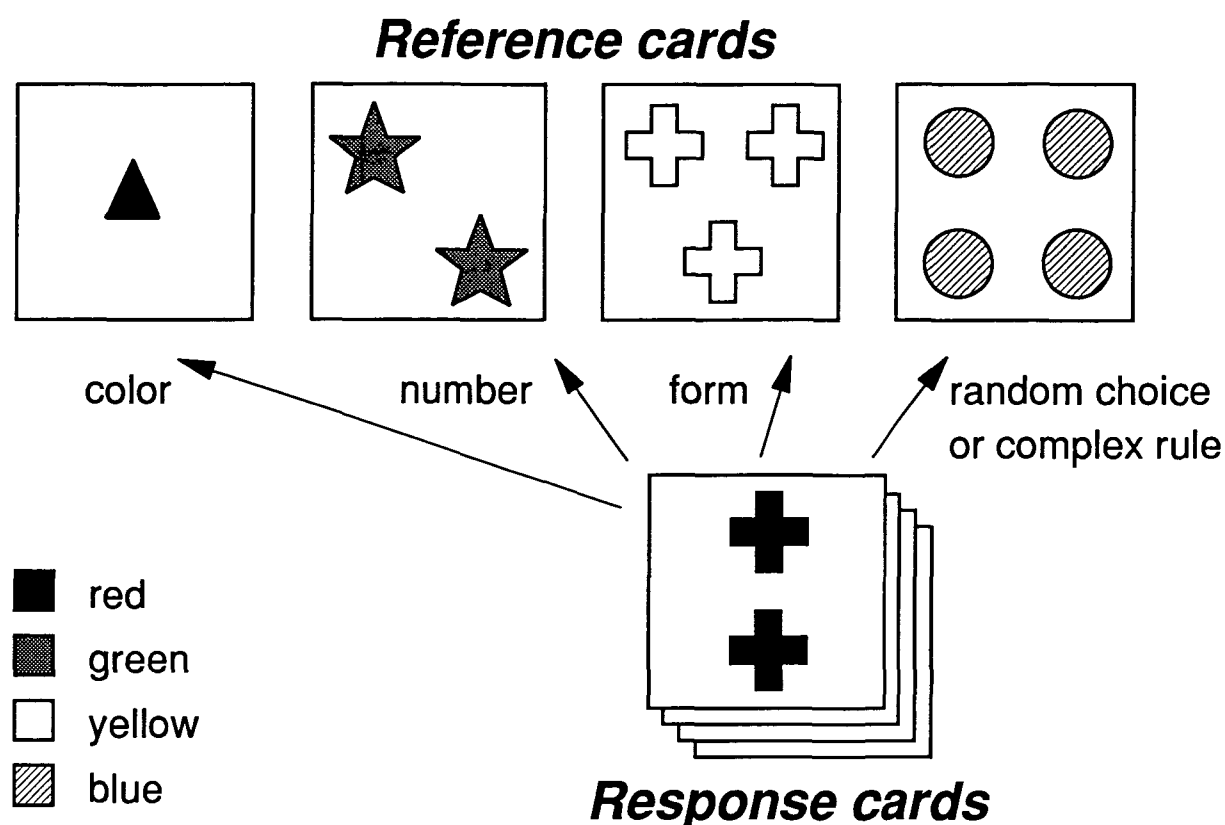 Reference cards
color
number
form
random choice
or complex rule
red
green
yellow
blue
Response cards